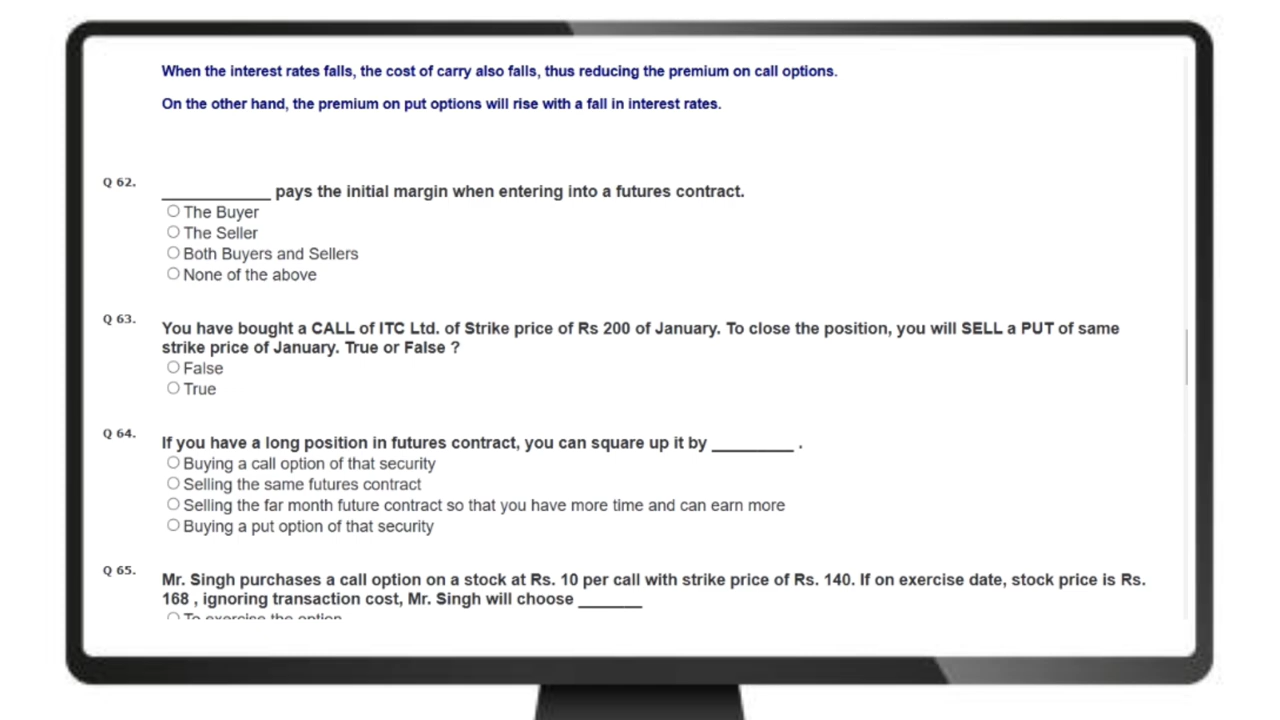 When the interest rates falls, the cost of carry also falls, thus reducing the premium on call options.
On the other hand, the premium on put options will rise with a fall in interest rates.
Q 62.
____________ pays the initial margin when entering into a futures contract.
The Buyer
The Seller
Both Buyers and Sellers
None of the above
Q 63.
You have bought a CALL of ITC Ltd. of Strike price of Rs 200 of January. To close the position, you will SELL a PUT of same
strike price of January. True or False ?
False
True
Q 64.
If you have a long position in futures contract, you can square up it by _________ .
Buying a call option of that security
Selling the same futures contract
Selling the far month future contract so that you have more time and can earn more
Buying a put option of that security
Q 65.
Mr. Singh purchases a call option on a stock at Rs. 10 per call with strike price of Rs. 140. If on exercise date, stock price is Rs.
168 , ignoring transaction cost, Mr. Singh will choose _______
To exercise the option